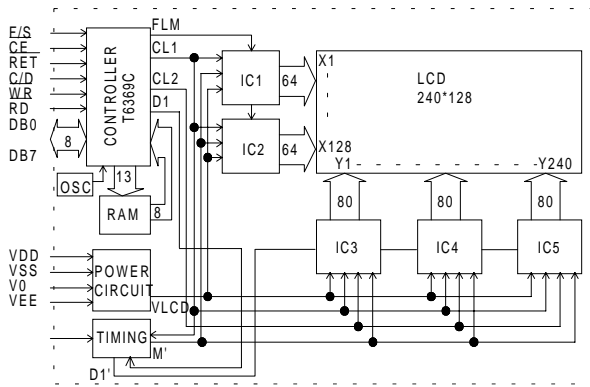 F/S
CE
RET
C/D
WR
RD
DB0
8
DB7
CONTROLLER
T6369C
FLM
CL1
CL2
D1
OSC
13
RAM
8
IC1
64
IC2
64
X1
LCD
240*128
X128
Y1
Y240
80
80
80
IC3
IC4
IC5
VDD
VSS
V0
VEE
POWER
CIRCUIT
VLCD
TIMING
M'
D1'